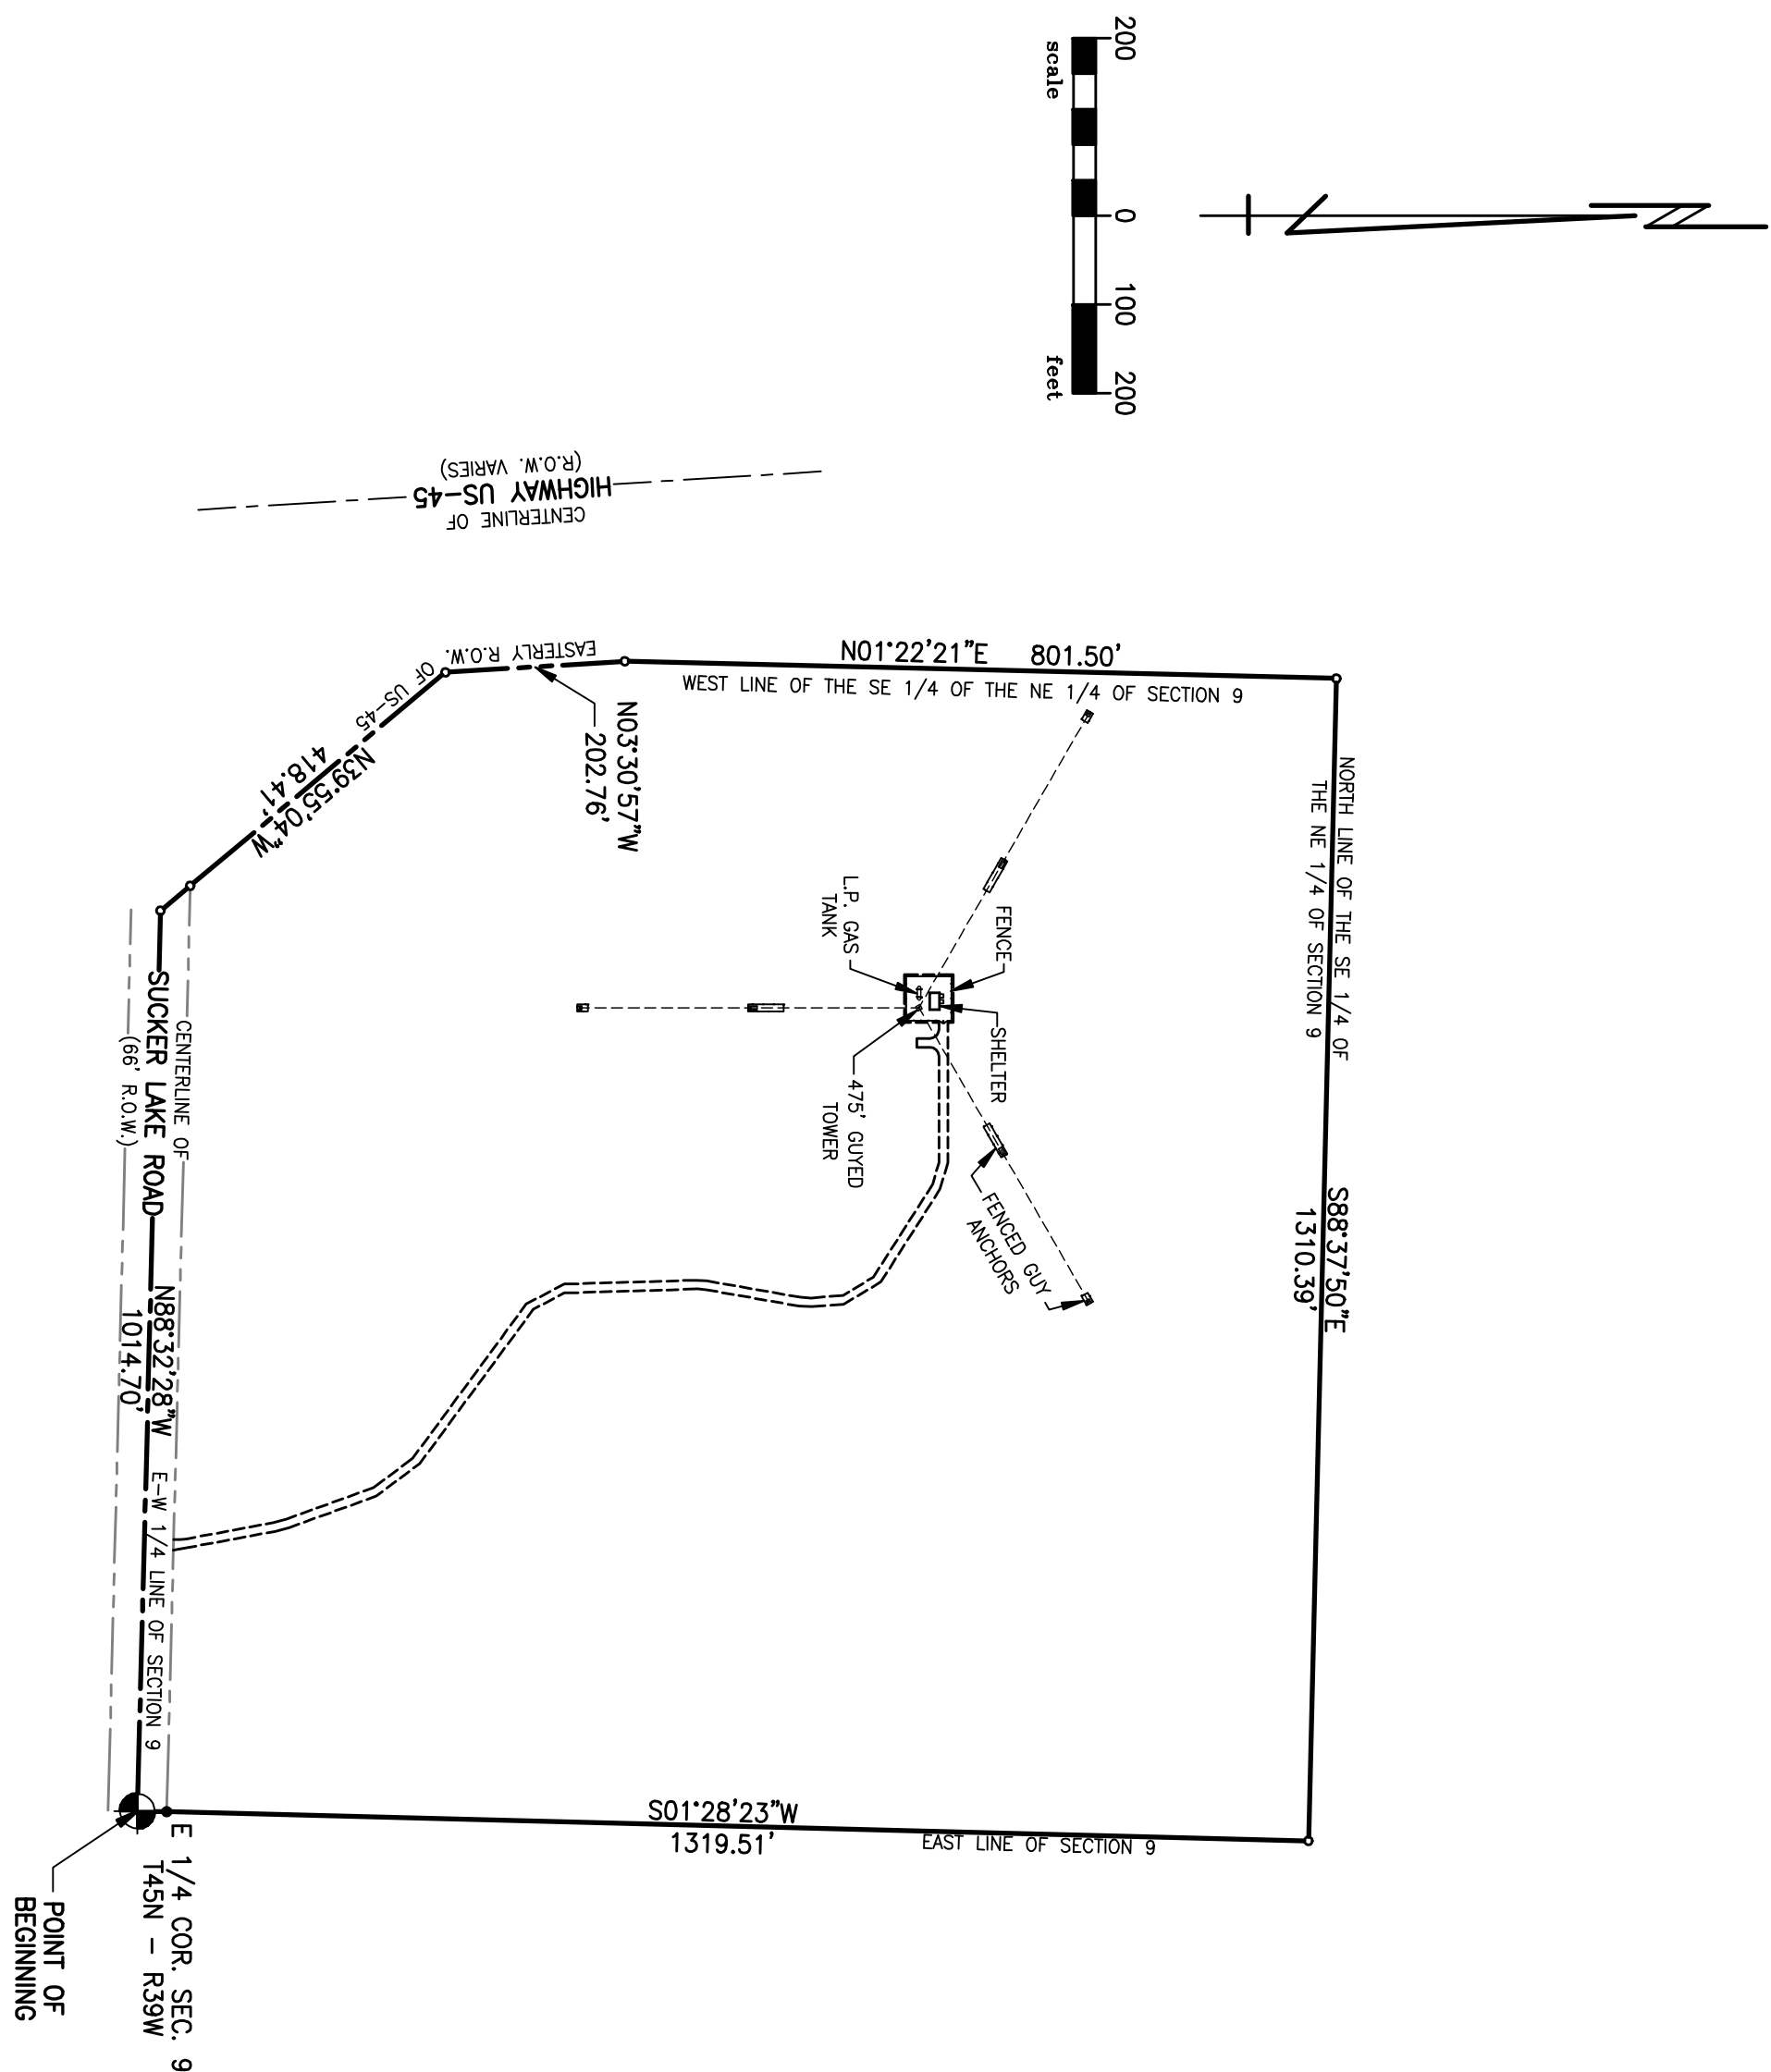 200 0 100 200
scale feet
NORTH LINE OF THE SE 1/4 OF
THE NE 1/4 OF SECTION 9
S88°37'50"E
1310.39'
N01°22'21"E 801.50'
WEST LINE OF THE SE 1/4 OF THE NE 1/4 OF SECTION 9
CENTERLINE OF
HIGHWAY US-45
(R.O.W. VARIES)
EASTERLY R.O.W.
OF US-45
N03°30'57"W
202.76'
N39°55'04"W
418.41'
FENCE
SHELTER
L.P. GAS
TANK
475' GUYED
TOWER
FENCED GUY
ANCHORS
S01°28'23"W
1319.51'
EAST LINE OF SECTION 9
CENTERLINE OF
SUCKER LAKE ROAD
(66' R.O.W.)
N88°32'28"W
1014.70'
E-W 1/4 LINE OF SECTION 9
E 1/4 COR. SEC. 9
T45N - R39W
POINT OF
BEGINNING